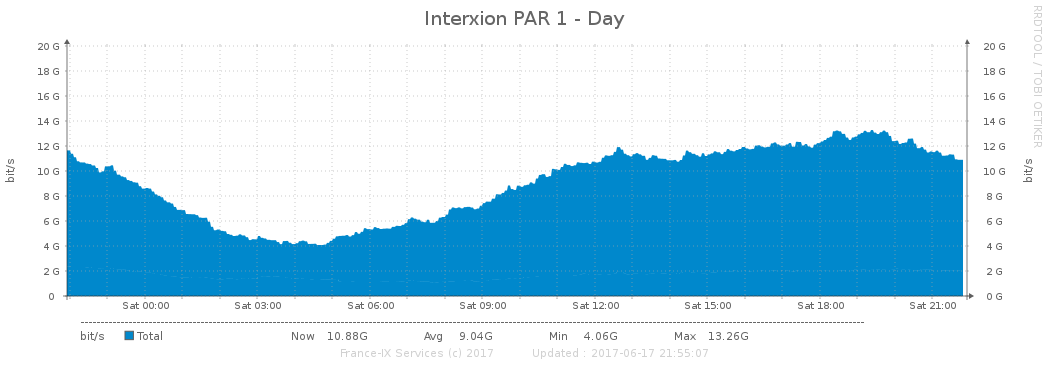 Interxion PAR 1 - Day
RRDTOOL / TOBI OETIKER
bit/s
20 G 20 G
18 G 18 G
16 G 16 G
14 G 14 G
12 G 12 G
10 G 10 G
8 G 8 G
6 G 6 G
4 G 4 G
2 G 2 G
0 0 G
bit/s
Sat 00:00 Sat 03:00 Sat 06:00 Sat 09:00 Sat 12:00 Sat 15:00 Sat 18:00 Sat 21:00
bit/s Total Now 10.88G Avg 9.04G Min 4.06G Max 13.26G
France-IX Services (c) 2017 Updated : 2017-06-17 21:55:07